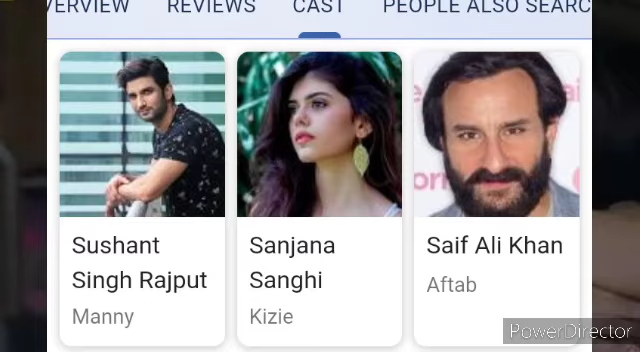 VERVIEW REVIEWS CAST PEOPLE ALSO SEARC
Sushant
Singh Rajput
Manny
Sanjana
Sanghi
Kizie
Saif Ali Khan
Aftab
PowerDirector